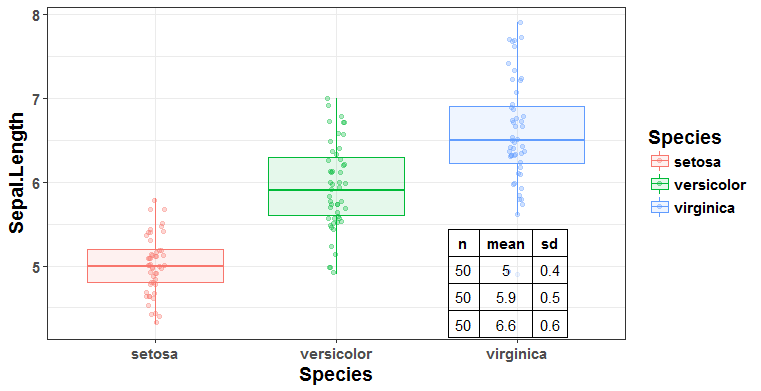 8
7
6
5
Sepal.Length
setosa versicolor virginica
Species
n mean sd
50 5 0.4
50 5.9 0.5
50 6.6 0.6
Species
setosa
versicolor
virginica